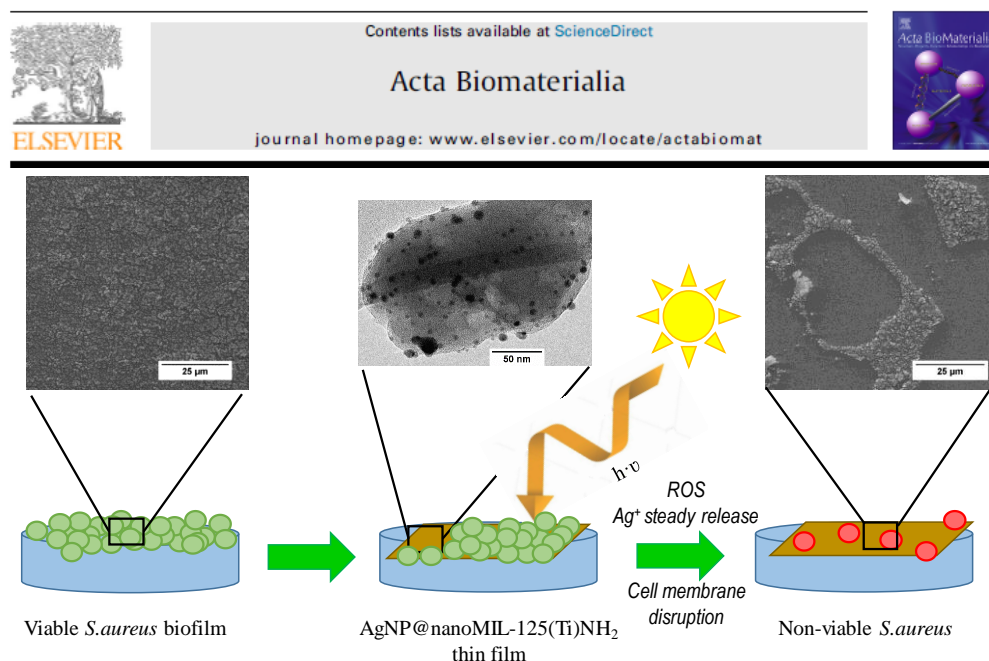 Contents lists available at ScienceDirect
Acta Biomaterialia
journal homepage: www.elsevier.com/locate/actabiomat
ELSEVIER
Acta BioMaterialia
25 µm
50 nm
25 µm
h·υ
ROS
Ag⁺ steady release
Cell membrane
disruption
Viable S.aureus biofilm
AgNP@nanoMIL-125(Ti)NH₂
thin film
Non-viable S.aureus